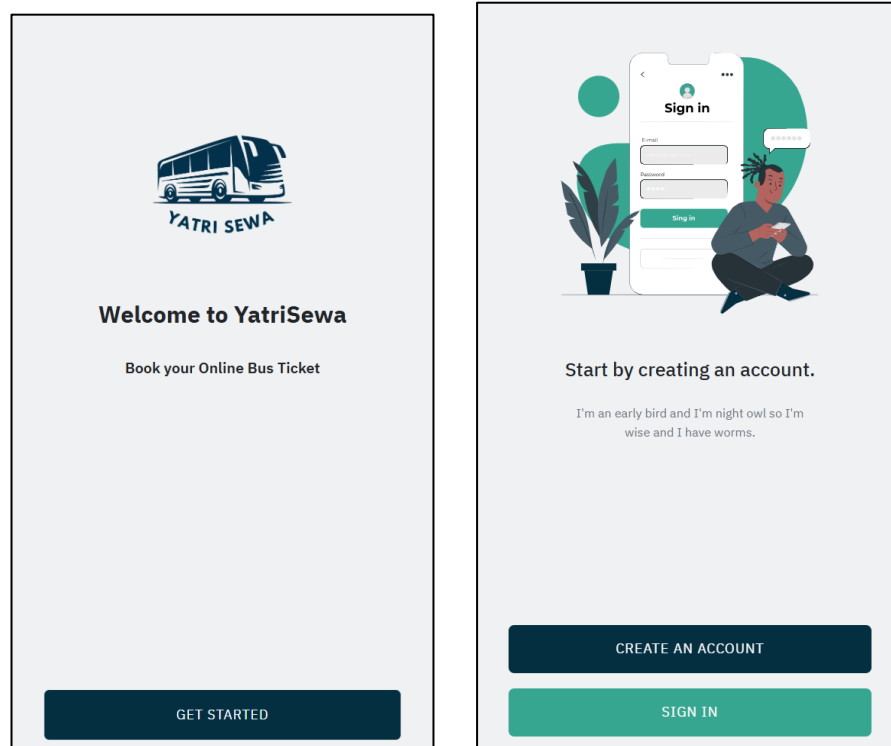 YATRI SEWA
Welcome to YatriSewa
Book your Online Bus Ticket
GET STARTED
Sign in
E-mail
Password
Sing in
Start by creating an account.
I'm an early bird and I'm night owl so I'm
wise and I have worms.
CREATE AN ACCOUNT
SIGN IN